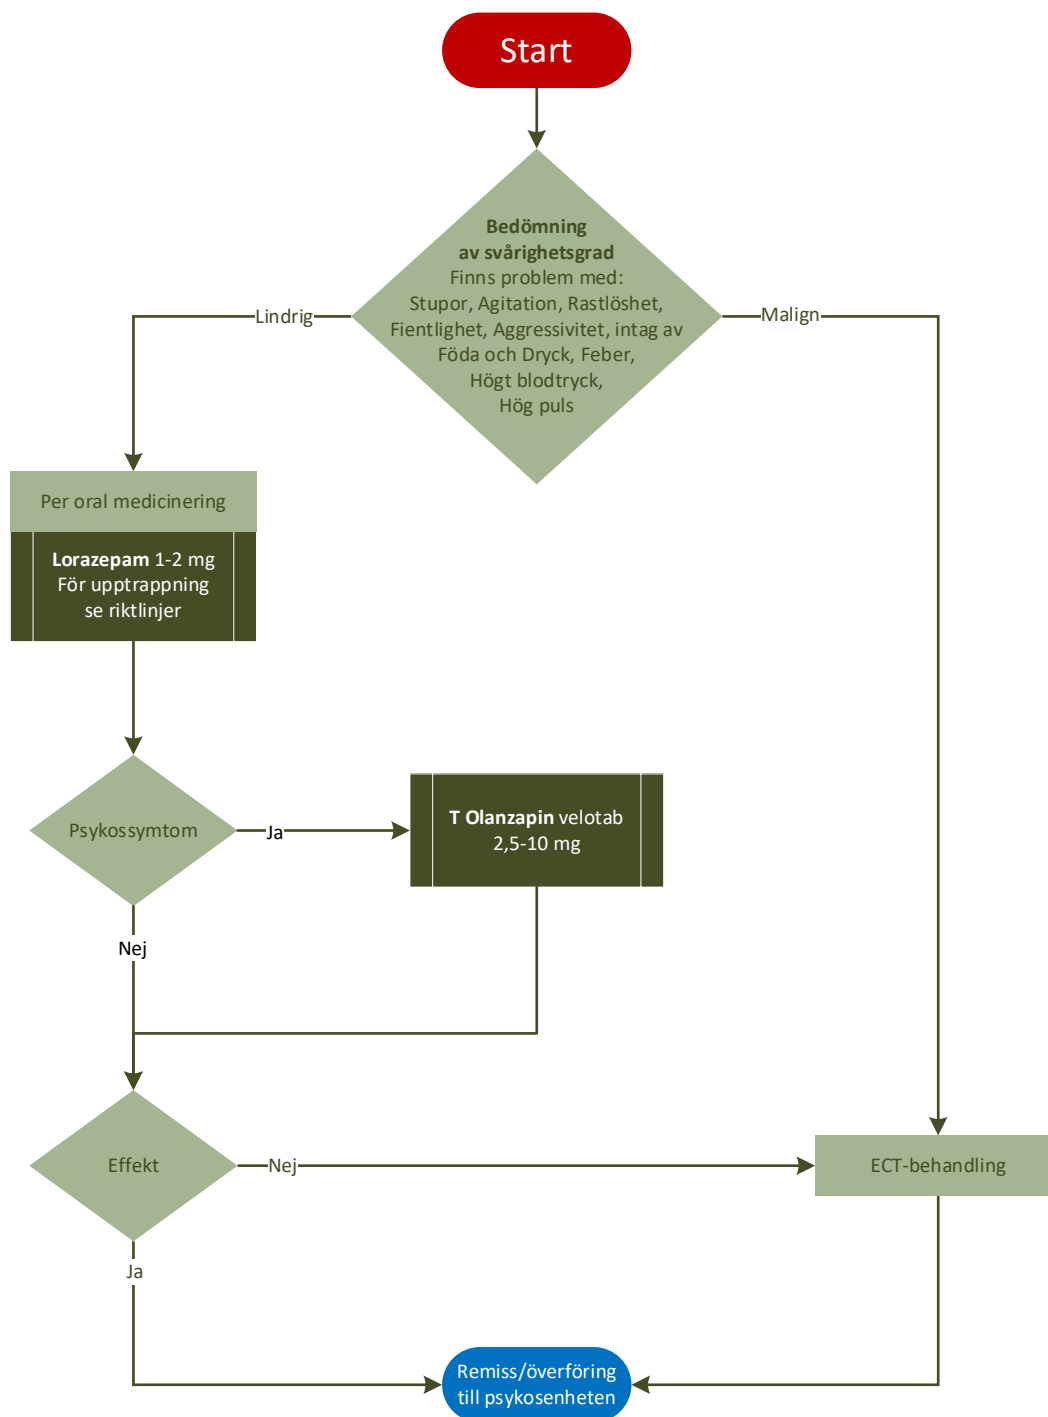 Start
Bedömning
av svårighetsgrad
Finns problem med:
Stupor, Agitation, Rastlöshet,
Fientlighet, Aggressivitet, intag av
Föda och Dryck, Feber,
Högt blodtryck,
Hög puls
Lindrig
Malign
Per oral medicinering
Lorazepam 1-2 mg
För upptrappning
se riktlinjer
Psykossymtom
Ja
T Olanzapin velotab
2,5-10 mg
Nej
Effekt
Nej
ECT-behandling
Ja
Remiss/överföring
till psykosenheten